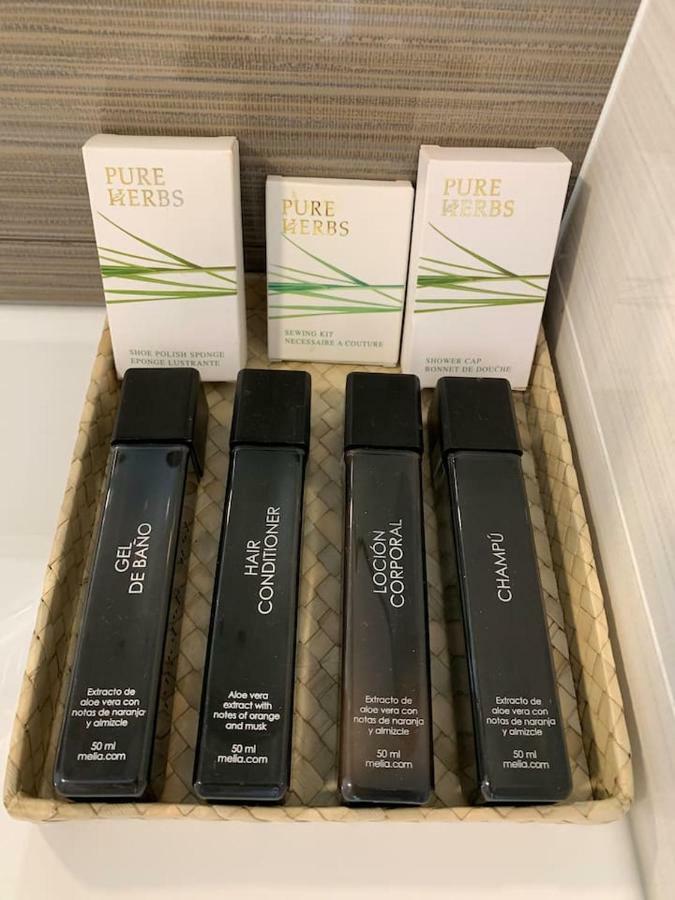 PURE
HERBS
SHOE POLISH SPONGE
EPONGE LUSTRANTE
PURE
HERBS
SEWING KIT
NECESSAIRE A COUTURE
PURE
HERBS
SHOWER CAP
BONNET DE DOUCHE
GEL
DE BAÑO
Extracto de
aloe vera con
notas de naranja
y almizcle
50 ml
melia.com
HAIR
CONDITIONER
Aloe vera
extract with
notes of orange
and musk
50 ml
melia.com
LOCIÓN
CORPORAL
Extracto de
aloe vera con
notas de naranja
y almizcle
50 ml
melia.com
CHAMPÚ
Extracto de
aloe vera con
notas de naranja
y almizcle
50 ml
melia.com